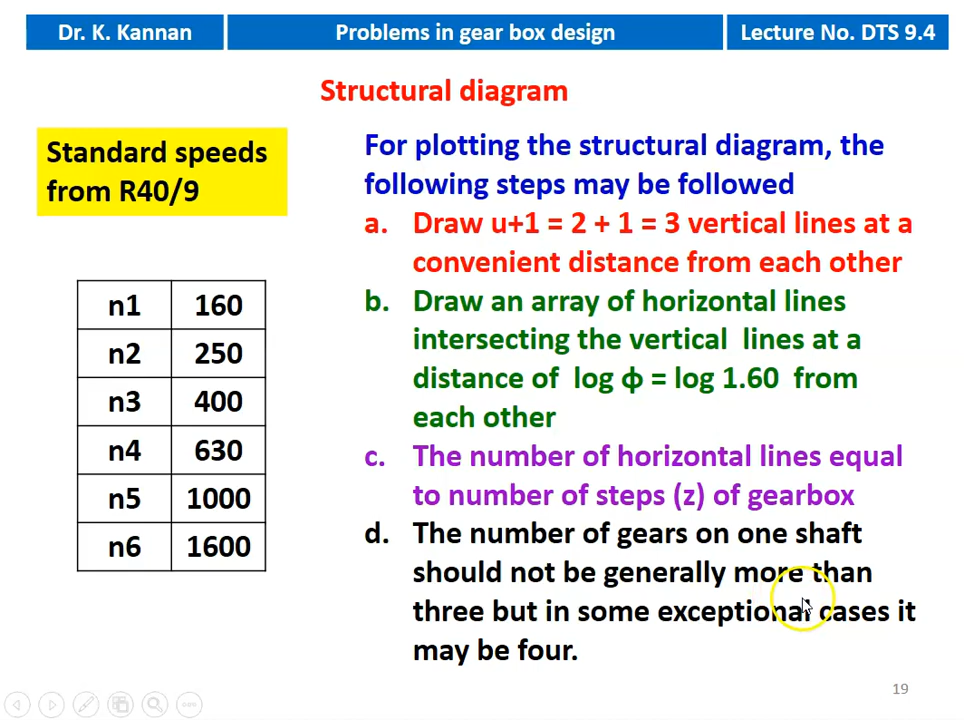 Dr. K. Kannan
Problems in gear box design
Lecture No. DTS 9.4
Structural diagram
Standard speeds
from R40/9
n1 160
n2 250
n3 400
n4 630
n5 1000
n6 1600
For plotting the structural diagram, the
following steps may be followed
a. Draw u+1 = 2 + 1 = 3 vertical lines at a
convenient distance from each other
b. Draw an array of horizontal lines
intersecting the vertical lines at a
distance of log ф = log 1.60 from
each other
c. The number of horizontal lines equal
to number of steps (z) of gearbox
d. The number of gears on one shaft
should not be generally more than
three but in some exceptional cases it
may be four.
19